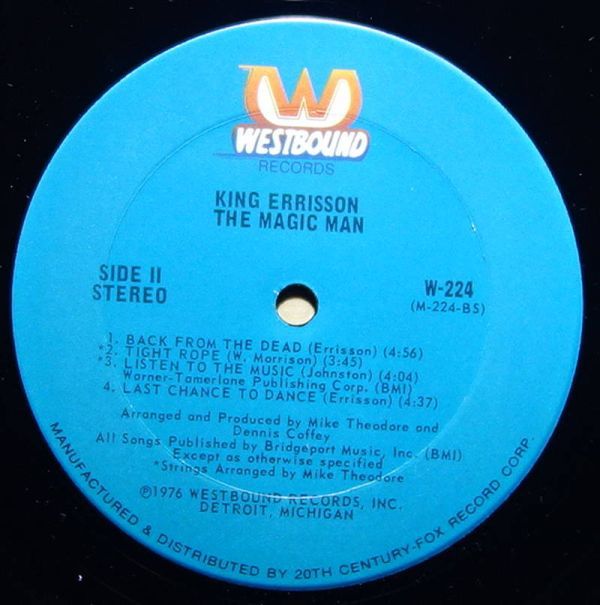 W
WESTBOUND
RECORDS
KING ERRISSON
THE MAGIC MAN
SIDE II
STEREO
W-224
(M-224-BS)
1. BACK FROM THE DEAD (Errisson) (4:56)
*2. TIGHT ROPE (W. Morrison) (3:45)
*3. LISTEN TO THE MUSIC (Johnston) (4:04)
Warner-Tamerlane Publishing Corp. (BMI)
4. LAST CHANCE TO DANCE (Errisson) (4:37)
Arranged and Produced by Mike Theodore and
Dennis Coffey
All Songs Published by Bridgeport Music, Inc. (BMI)
Except as otherwise specified
*Strings Arranged by Mike Theodore
℗1976 WESTBOUND RECORDS, INC.
DETROIT, MICHIGAN
MANUFACTURED & DISTRIBUTED BY 20TH CENTURY-FOX RECORD CORP.